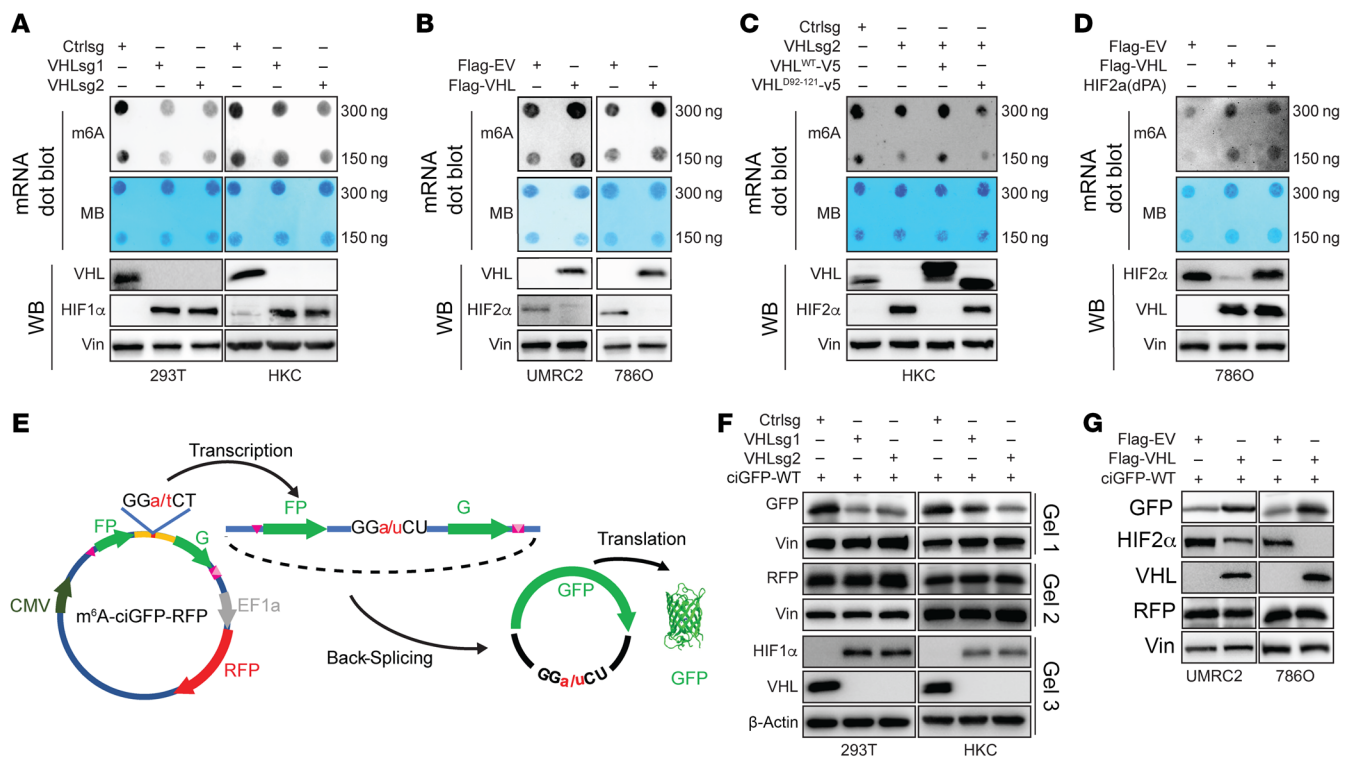 A
Ctrlsg + – – + – –
VHLsg1 – + – – + –
VHLsg2 – – + – – +
mRNA dot blot
m6A
300 ng
150 ng
MB
300 ng
150 ng
WB
VHL
HIF1α
Vin
293T HKC
B
Flag-EV + – + –
Flag-VHL – + – +
mRNA dot blot
m6A
300 ng
150 ng
MB
300 ng
150 ng
WB
VHL
HIF2α
Vin
UMRC2 786O
C
Ctrlsg + – – –
VHLsg2 – + + +
VHLWT-V5 – – + –
VHLD92-121-v5 – – – +
mRNA dot blot
m6A
300 ng
150 ng
MB
300 ng
150 ng
WB
VHL
HIF2α
Vin
HKC
D
Flag-EV + – –
Flag-VHL – + +
HIF2a(dPA) – – +
mRNA dot blot
m6A
300 ng
150 ng
MB
300 ng
150 ng
WB
HIF2α
VHL
Vin
786O
E
Transcription
GGa/tCT
FP
G
CMV
m6A-ciGFP-RFP
EF1a
RFP
FP
GGa/uCU
G
Back-Splicing
GFP
GGa/uCU
Translation
GFP
F
Ctrlsg + – – + – –
VHLsg1 – + – – + –
VHLsg2 – – + – – +
ciGFP-WT + + + + + +
GFP
Vin
Gel 1
RFP
Vin
Gel 2
HIF1α
VHL
β-Actin
Gel 3
293T HKC
G
Flag-EV + – + –
Flag-VHL – + – +
ciGFP-WT + + + +
GFP
HIF2α
VHL
RFP
Vin
UMRC2 786O